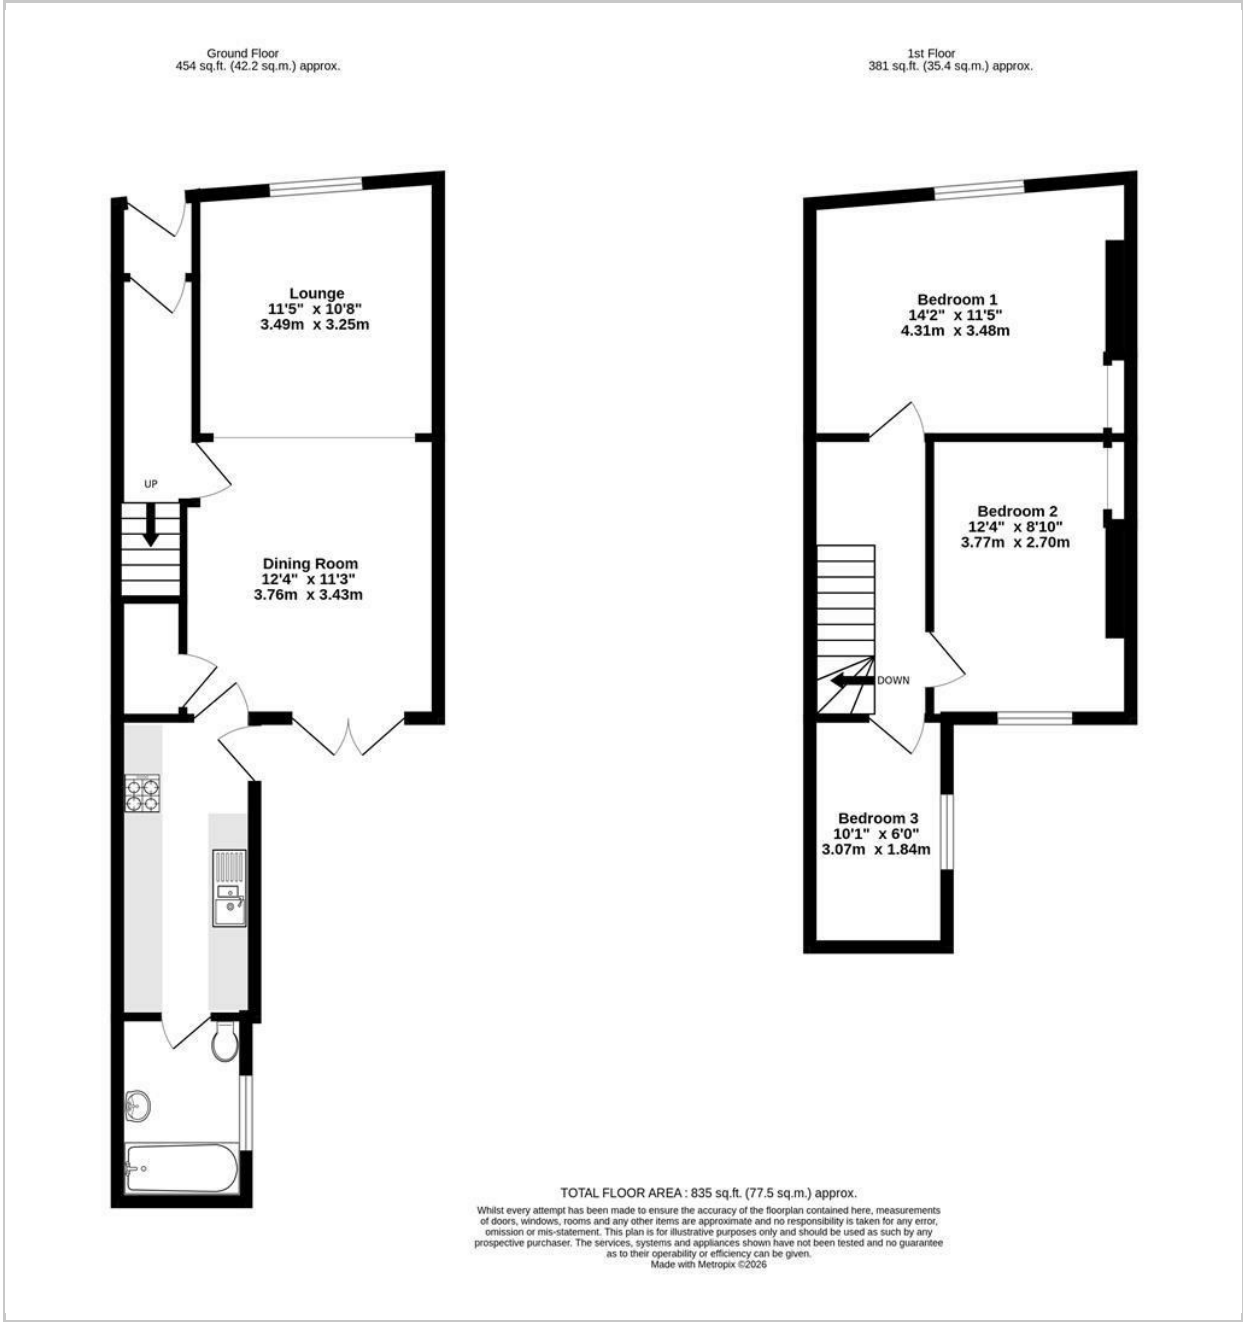 Ground Floor
454 sq.ft. (42.2 sq.m.) approx.
1st Floor
381 sq.ft. (35.4 sq.m.) approx.
Lounge
11'5" x 10'8"
3.49m x 3.25m
UP
Dining Room
12'4" x 11'3"
3.76m x 3.43m
Bedroom 1
14'2" x 11'5"
4.31m x 3.48m
Bedroom 2
12'4" x 8'10"
3.77m x 2.70m
DOWN
Bedroom 3
10'1" x 6'0"
3.07m x 1.84m
TOTAL FLOOR AREA : 835 sq.ft. (77.5 sq.m.) approx.
Whilst every attempt has been made to ensure the accuracy of the floorplan contained here, measurements
of doors, windows, rooms and any other items are approximate and no responsibility is taken for any error,
omission or mis-statement. This plan is for illustrative purposes only and should be used as such by any
prospective purchaser. The services, systems and appliances shown have not been tested and no guarantee
as to their operability or efficiency can be given.
Made with Metropix ©2026